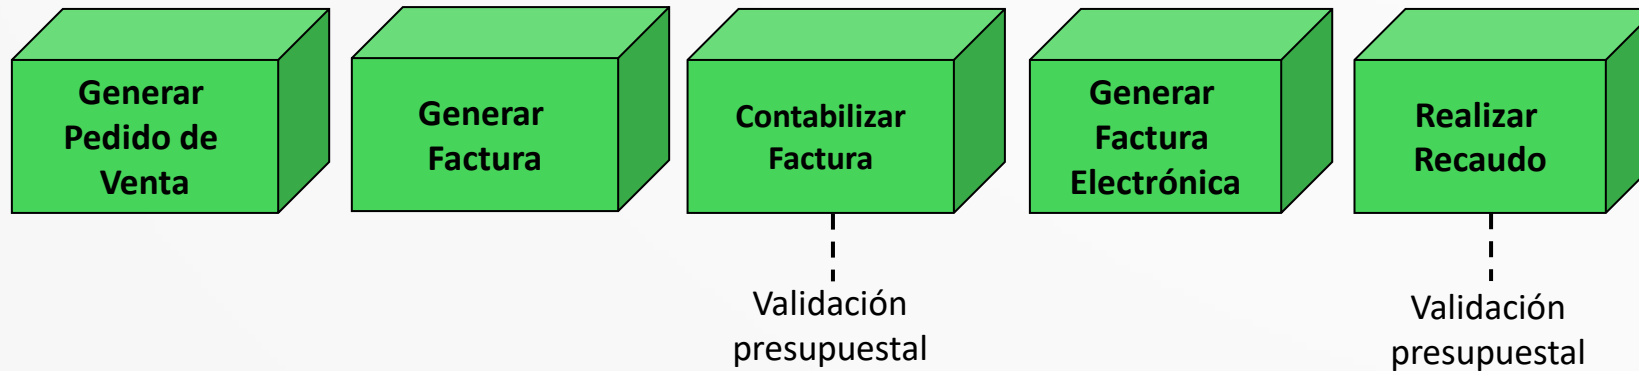 Generar
Pedido de
Venta
Generar
Factura
Contabilizar
Factura
Generar
Factura
Electrónica
Realizar
Recaudo
Validación
presupuestal
Validación
presupuestal